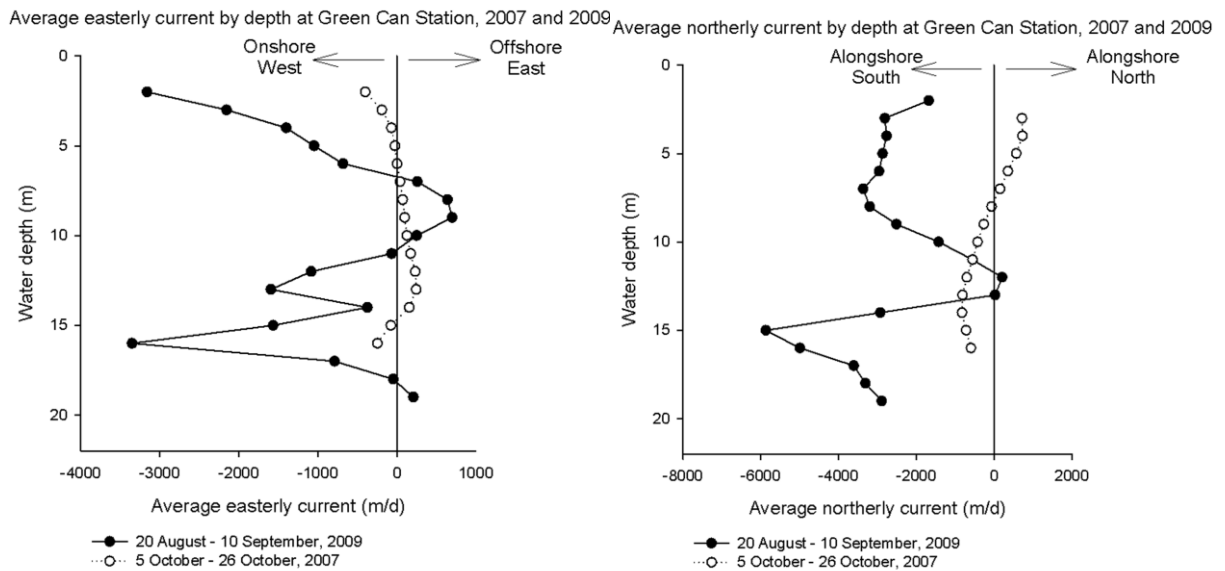 Average easterly current by depth at Green Can Station, 2007 and 2009
Onshore
West
Offshore
East
0
5
10
15
20
Water depth (m)
-4000 -3000 -2000 -1000 0 1000
Average easterly current (m/d)
20 August - 10 September, 2009
5 October - 26 October, 2007
Average northerly current by depth at Green Can Station, 2007 and 2009
Alongshore
South
Alongshore
North
0
5
10
15
20
Water depth (m)
-8000 -6000 -4000 -2000 0 2000
Average northerly current (m/d)
20 August - 10 September, 2009
5 October - 26 October, 2007